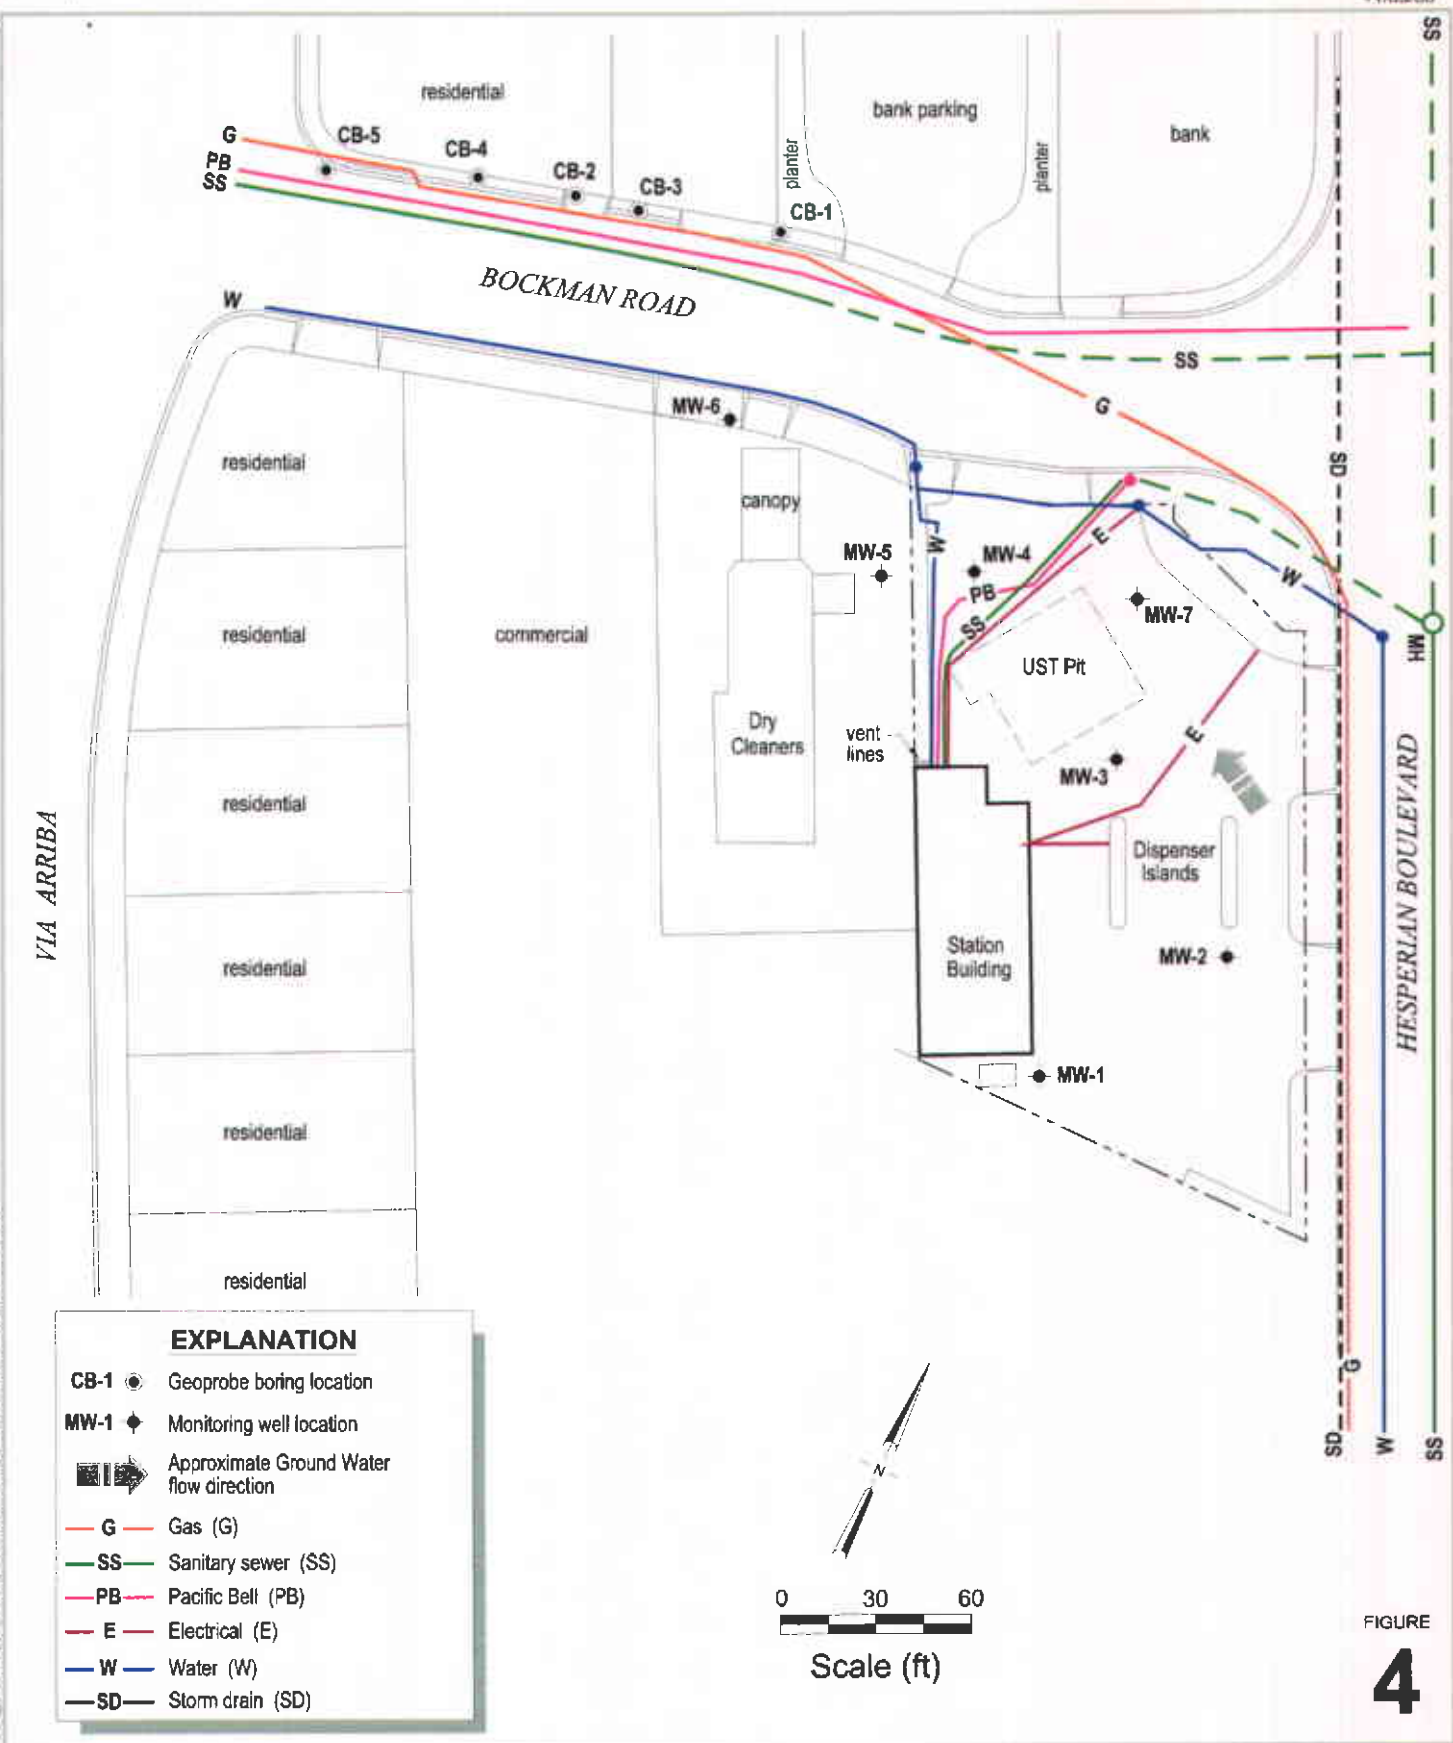 SS
residential
bank parking
bank
planter
planter
G
PB
SS
CB-5
CB-4
CB-2
CB-3
CB-1
BOCKMAN ROAD
W
SS
G
SD
MW-6
residential
canopy
MW-5
W
MW-4
E
PB
SS
MW-7
W
MH
residential
commercial
UST Pit
Dry
Cleaners
vent
lines
E
MW-3
HESPERIAN BOULEVARD
residential
VIA ARRIBA
Dispenser
Islands
Station
Building
MW-2
residential
MW-1
residential
residential
G
SD
W
SS
EXPLANATION
CB-1 Geoprobe boring location
MW-1 Monitoring well location
Approximate Ground Water
flow direction
G Gas (G)
SS Sanitary sewer (SS)
PB Pacific Bell (PB)
E Electrical (E)
W Water (W)
SD Storm drain (SD)
N
0 30 60
Scale (ft)
FIGURE
4